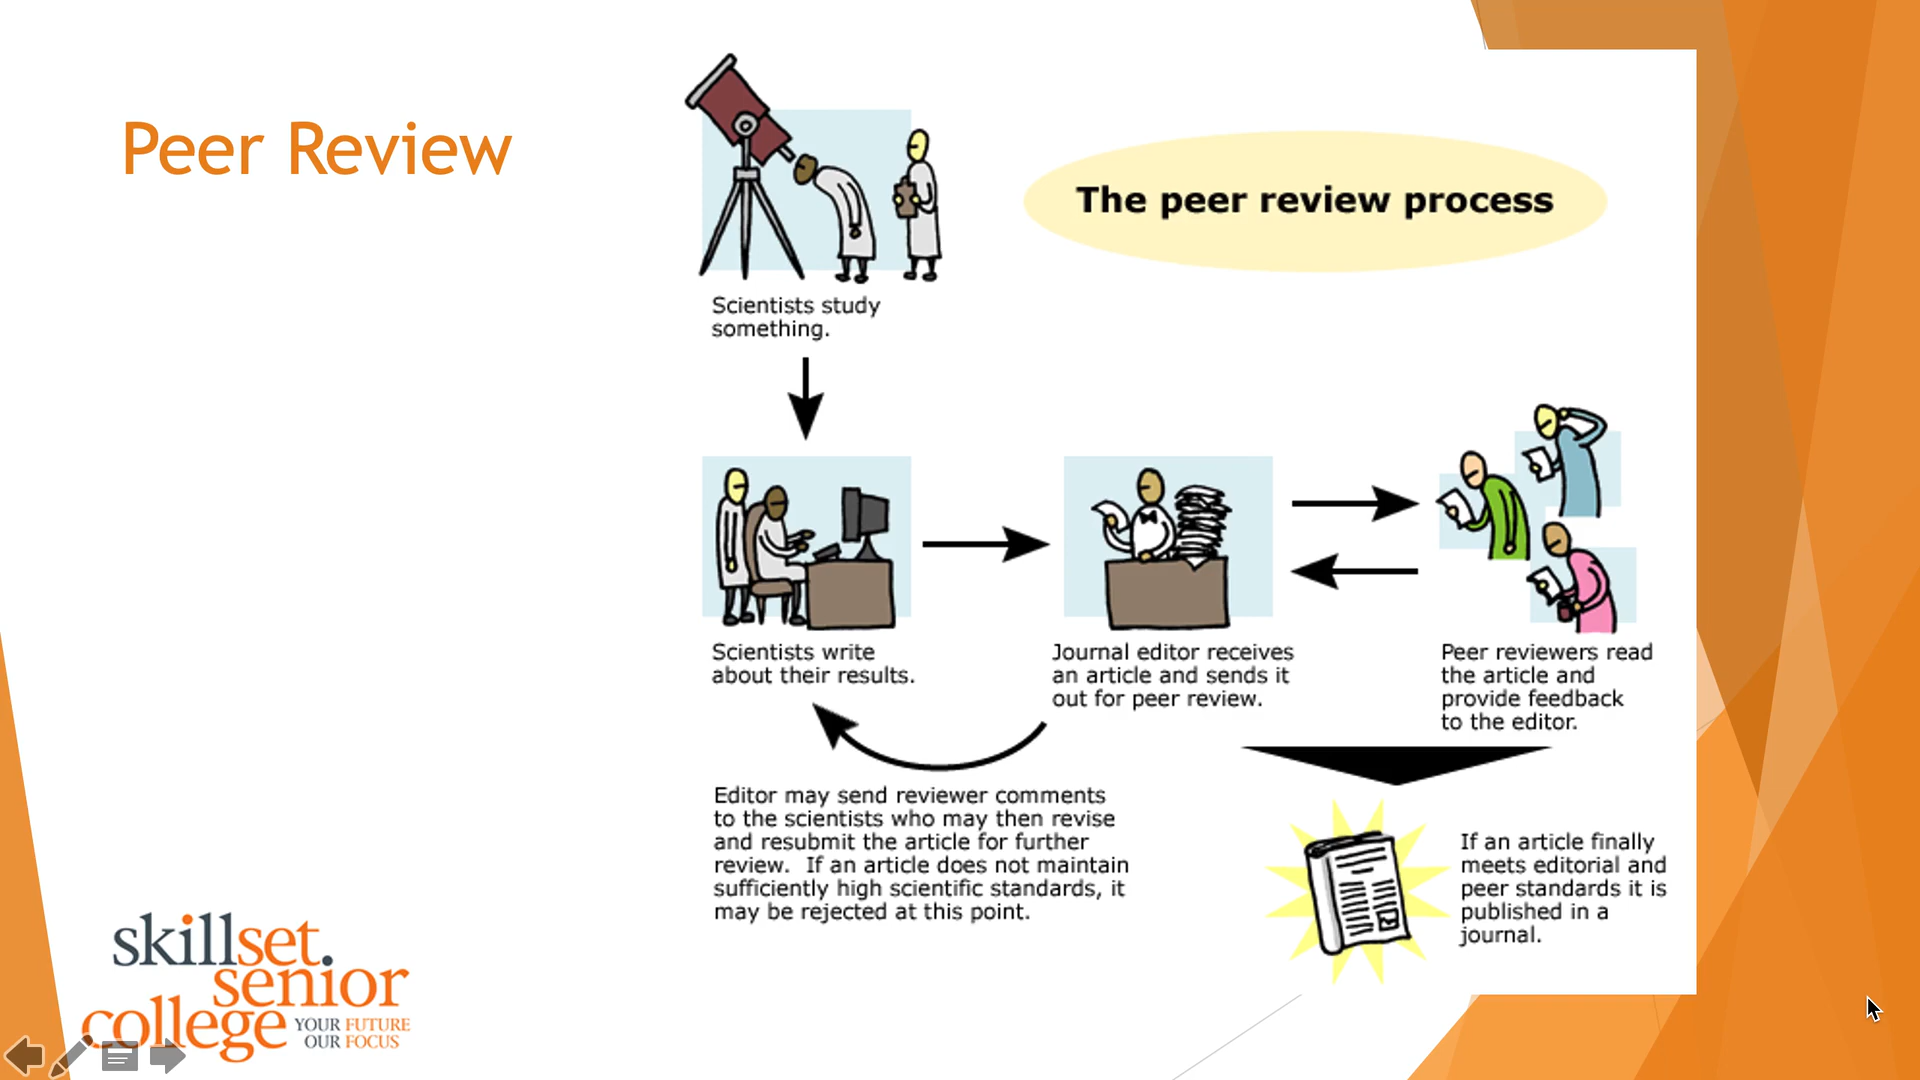 Peer Review
The peer review process
Scientists study
something.
Scientists write
about their results.
Journal editor receives
an article and sends it
out for peer review.
Peer reviewers read
the article and
provide feedback
to the editor.
Editor may send reviewer comments
to the scientists who may then revise
and resubmit the article for further
review.  If an article does not maintain
sufficiently high scientific standards, it
may be rejected at this point.
If an article finally
meets editorial and
peer standards it is
published in a
journal.
skillset.
senior
college
YOUR FUTURE
OUR FOCUS